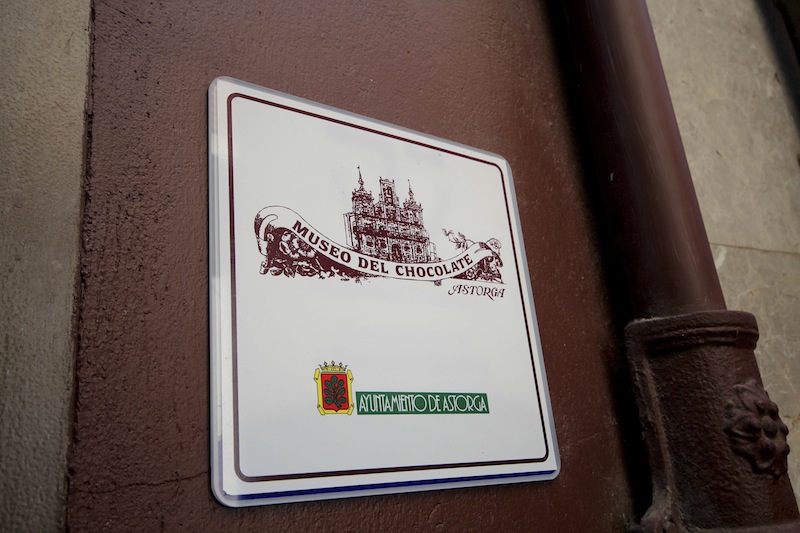 MUSEO DEL CHOCOLATE
ASTORGA
AYUNTAMIENTO DE ASTORGA